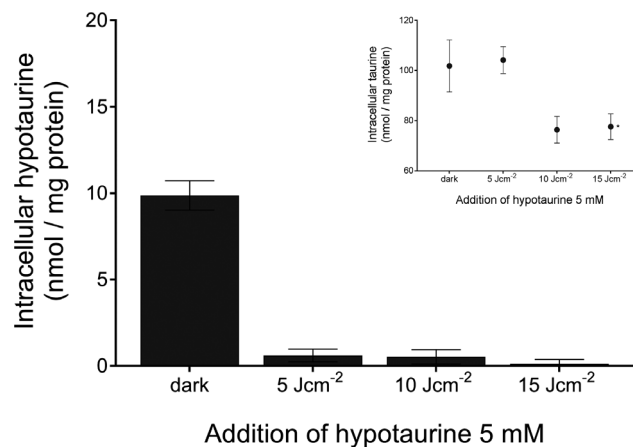 20
15
10
5
0
Intracellular hypotaurine
(nmol / mg protein)
dark
5 Jcm-2
10 Jcm-2
15 Jcm-2
Addition of hypotaurine 5 mM
120
100
80
60
Intracellular taurine
(nmol / mg protein)
*
dark
5 Jcm-2
10 Jcm-2
15 Jcm-2
Addition of hypotaurine 5 mM